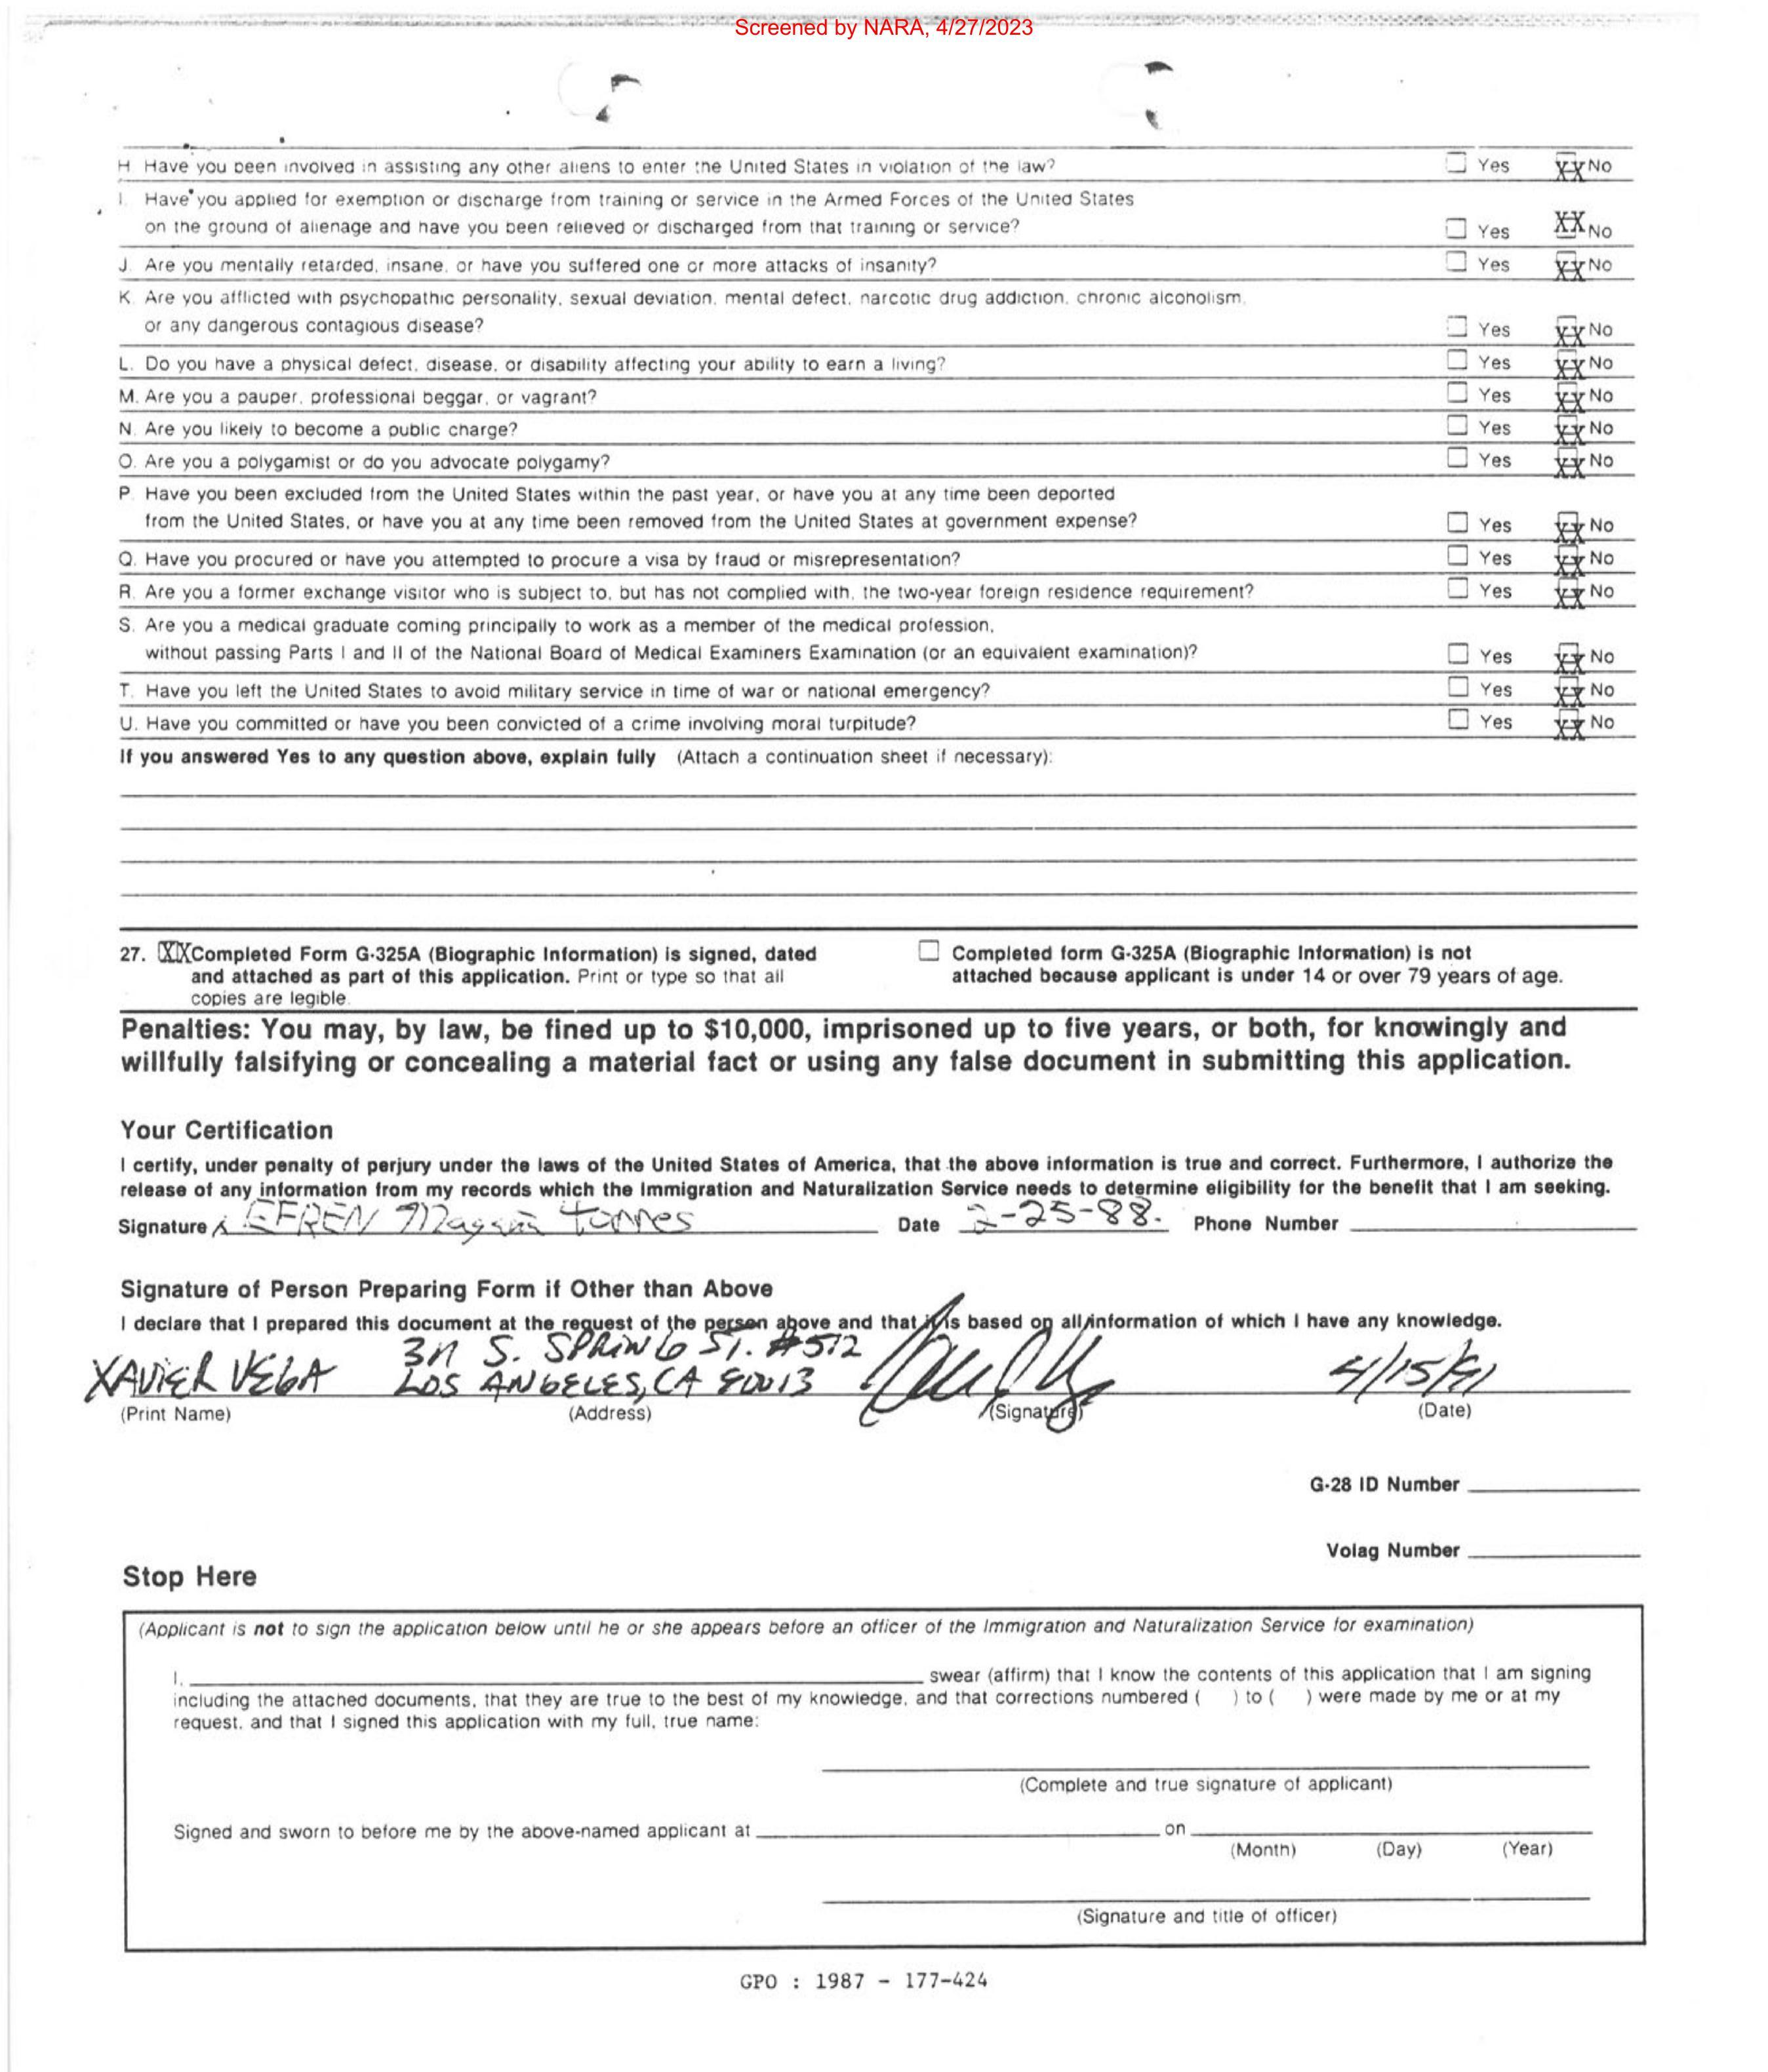 Screened by NARA, 4/27/2023
H. Have you been involved in assisting any other aliens to enter the United States in violation of the law? Yes XX No
I. Have you applied for exemption or discharge from training or service in the Armed Forces of the United States
on the ground of alienage and have you been relieved or discharged from that training or service? Yes XX No
J. Are you mentally retarded, insane, or have you suffered one or more attacks of insanity? Yes XX No
K. Are you afflicted with psychopathic personality, sexual deviation, mental defect, narcotic drug addiction, chronic alcoholism,
or any dangerous contagious disease? Yes XX No
L. Do you have a physical defect, disease, or disability affecting your ability to earn a living? Yes XX No
M. Are you a pauper, professional beggar, or vagrant? Yes XX No
N. Are you likely to become a public charge? Yes XX No
O. Are you a polygamist or do you advocate polygamy? Yes XX No
P. Have you been excluded from the United States within the past year, or have you at any time been deported
from the United States, or have you at any time been removed from the United States at government expense? Yes XX No
Q. Have you procured or have you attempted to procure a visa by fraud or misrepresentation? Yes XX No
R. Are you a former exchange visitor who is subject to, but has not complied with, the two-year foreign residence requirement? Yes XX No
S. Are you a medical graduate coming principally to work as a member of the medical profession,
without passing Parts I and II of the National Board of Medical Examiners Examination (or an equivalent examination)? Yes XX No
T. Have you left the United States to avoid military service in time of war or national emergency? Yes XX No
U. Have you committed or have you been convicted of a crime involving moral turpitude? Yes XX No
If you answered Yes to any question above, explain fully (Attach a continuation sheet if necessary):
27. XX Completed Form G-325A (Biographic Information) is signed, dated
and attached as part of this application. Print or type so that all
copies are legible.
Completed form G-325A (Biographic Information) is not
attached because applicant is under 14 or over 79 years of age.
Penalties: You may, by law, be fined up to $10,000, imprisoned up to five years, or both, for knowingly and
willfully falsifying or concealing a material fact or using any false document in submitting this application.
Your Certification
I certify, under penalty of perjury under the laws of the United States of America, that the above information is true and correct. Furthermore, I authorize the
release of any information from my records which the Immigration and Naturalization Service needs to determine eligibility for the benefit that I am seeking.
Signature x EFREN Magaña Torres Date 2-25-88. Phone Number
Signature of Person Preparing Form if Other than Above
I declare that I prepared this document at the request of the person above and that it is based on all information of which I have any knowledge.
311 S. SPRING ST. #512
XAVIER VEGA LOS ANGELES, CA 90013 4/15/91
(Print Name) (Address) (Signature) (Date)
G-28 ID Number
Volag Number
Stop Here
(Applicant is not to sign the application below until he or she appears before an officer of the Immigration and Naturalization Service for examination)
I, swear (affirm) that I know the contents of this application that I am signing
including the attached documents, that they are true to the best of my knowledge, and that corrections numbered ( ) to ( ) were made by me or at my
request, and that I signed this application with my full, true name:
(Complete and true signature of applicant)
Signed and sworn to before me by the above-named applicant at on
(Month) (Day) (Year)
(Signature and title of officer)
GPO : 1987 - 177-424